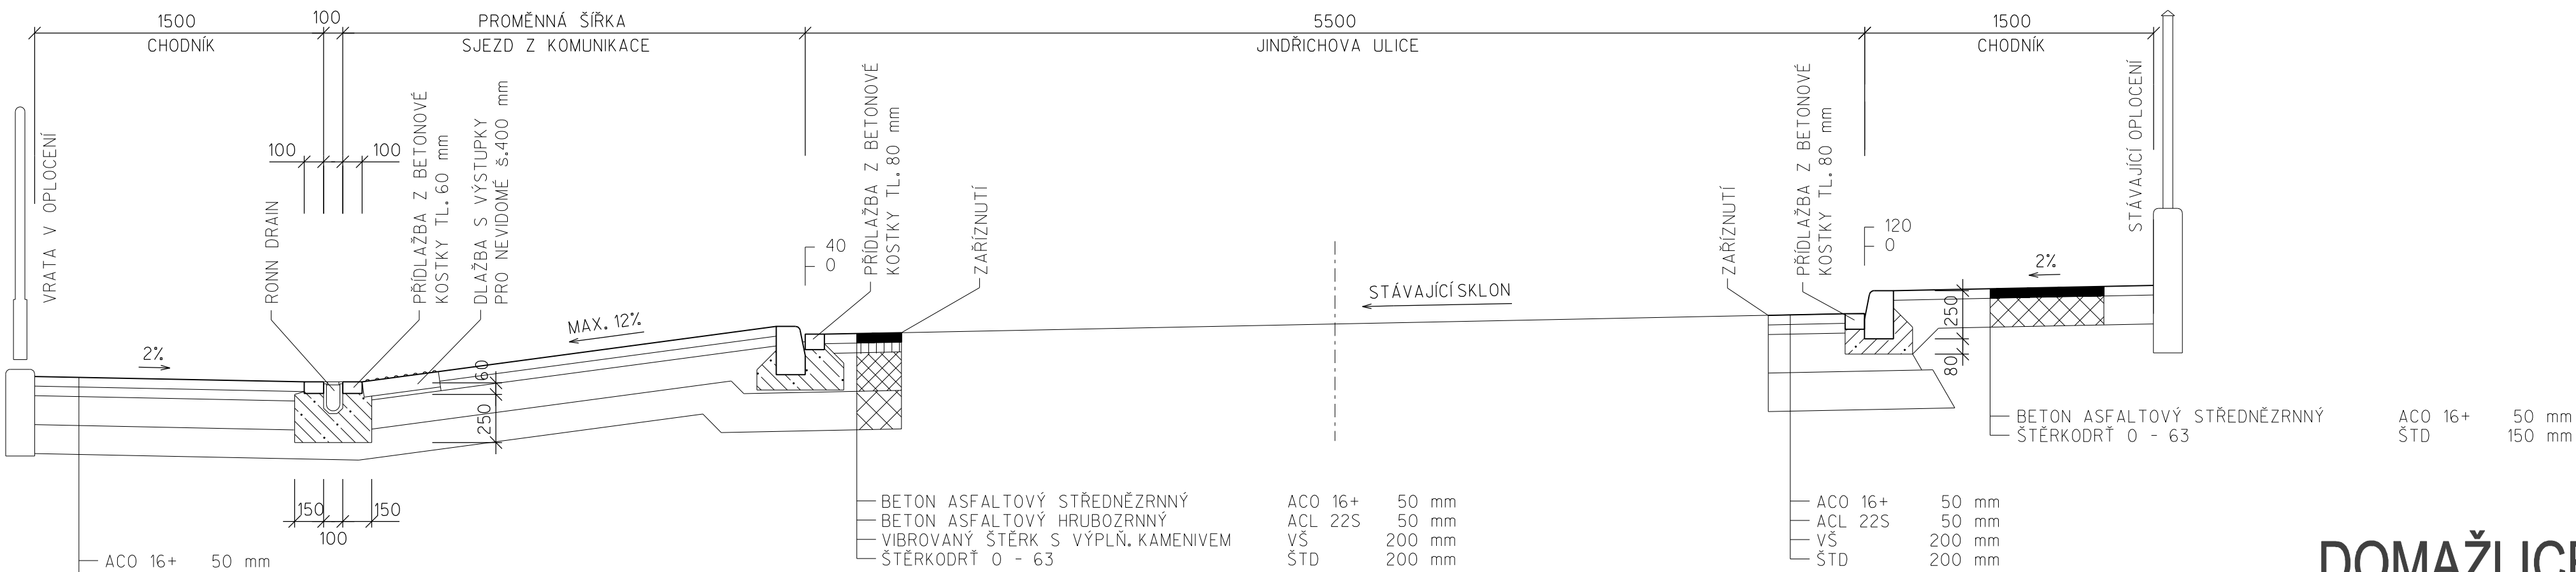 1500
100
PROMĚNNÁ ŠÍŘKA
5500
1500
CHODNÍK
SJEZD Z KOMUNIKACE
JINDŘICHOVA ULICE
CHODNÍK
VRATA V OPLOCENÍ
100
100
RONN DRAIN
PŘÍDLAŽBA Z BETONOVÉ
KOSTKY TL. 60 mm
DLAŽBA S VÝSTUPKY
PRO NEVIDOMÉ š.400 mm
40
0
PŘÍDLAŽBA Z BETONOVÉ
KOSTKY TL. 80 mm
ZAŘÍZNUTÍ
ZAŘÍZNUTÍ
PŘÍDLAŽBA Z BETONOVÉ
KOSTKY TL. 80 mm
120
0
STÁVAJÍCÍ OPLOCENÍ
2%
MAX. 12%
STÁVAJÍCÍ SKLON
2%
60
250
250
80
150
100
150
BETON ASFALTOVÝ STŘEDNĚZRNNÝ ACO 16+ 50 mm
ŠTĚRKODRŤ 0 - 63 ŠTD 150 mm
BETON ASFALTOVÝ STŘEDNĚZRNNÝ ACO 16+ 50 mm
BETON ASFALTOVÝ HRUBOZRNNÝ ACL 22S 50 mm
VIBROVANÝ ŠTĚRK S VÝPLŇ. KAMENIVEM VŠ 200 mm
ŠTĚRKODRŤ 0 - 63 ŠTD 200 mm
ACO 16+ 50 mm
ACL 22S 50 mm
VŠ 200 mm
ŠTD 200 mm
ACO 16+ 50 mm
DOMAŽLICE